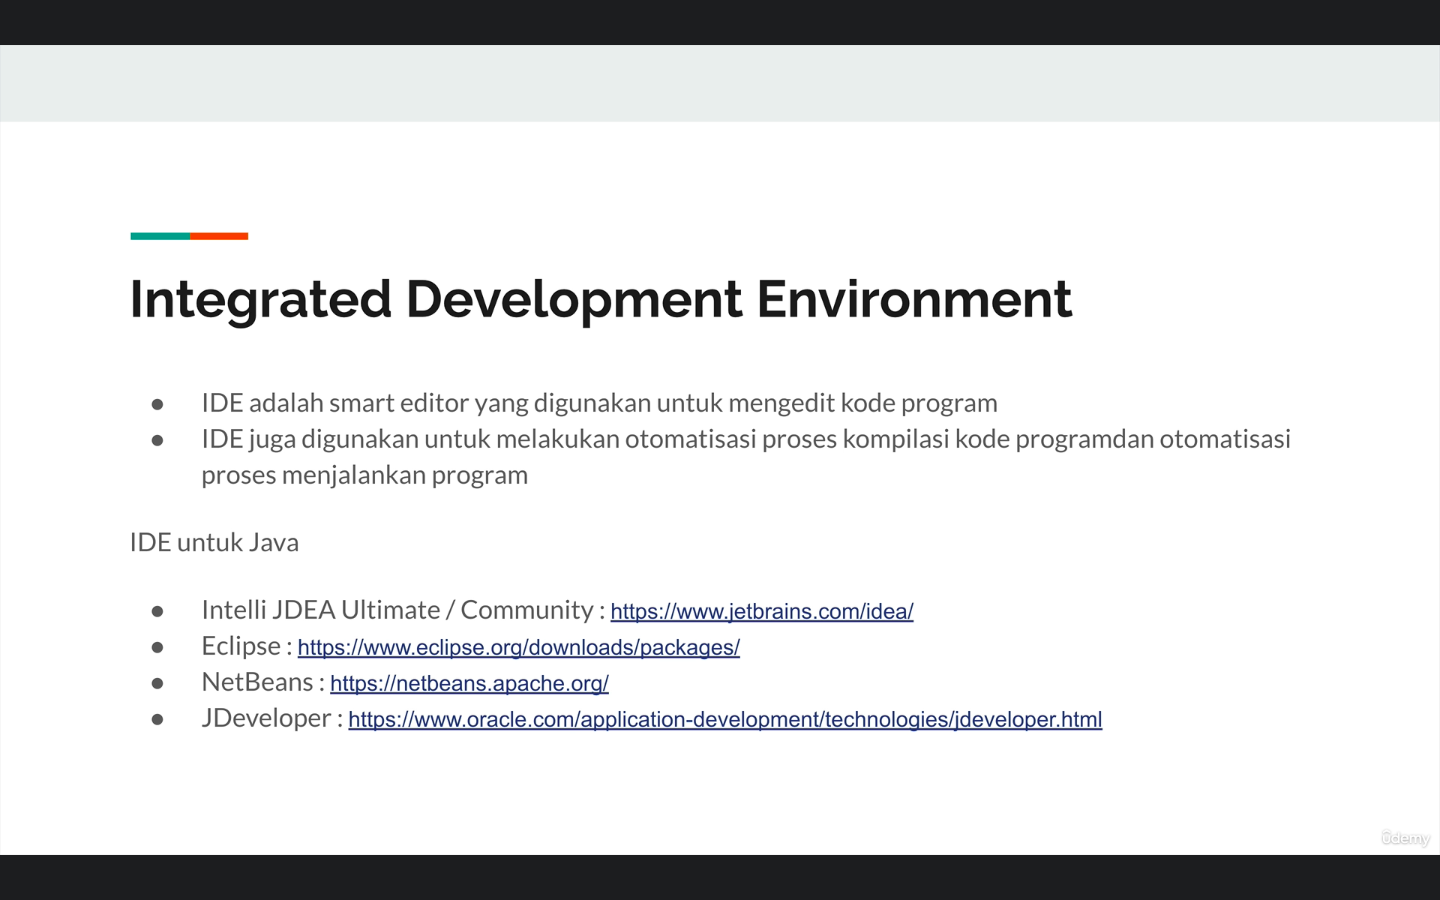 Integrated Development Environment
● IDE adalah smart editor yang digunakan untuk mengedit kode program
● IDE juga digunakan untuk melakukan otomatisasi proses kompilasi kode programdan otomatisasi
proses menjalankan program
IDE untuk Java
● Intelli JDEA Ultimate / Community : https://www.jetbrains.com/idea/
● Eclipse : https://www.eclipse.org/downloads/packages/
● NetBeans : https://netbeans.apache.org/
● JDeveloper : https://www.oracle.com/application-development/technologies/jdeveloper.html
ûdemy